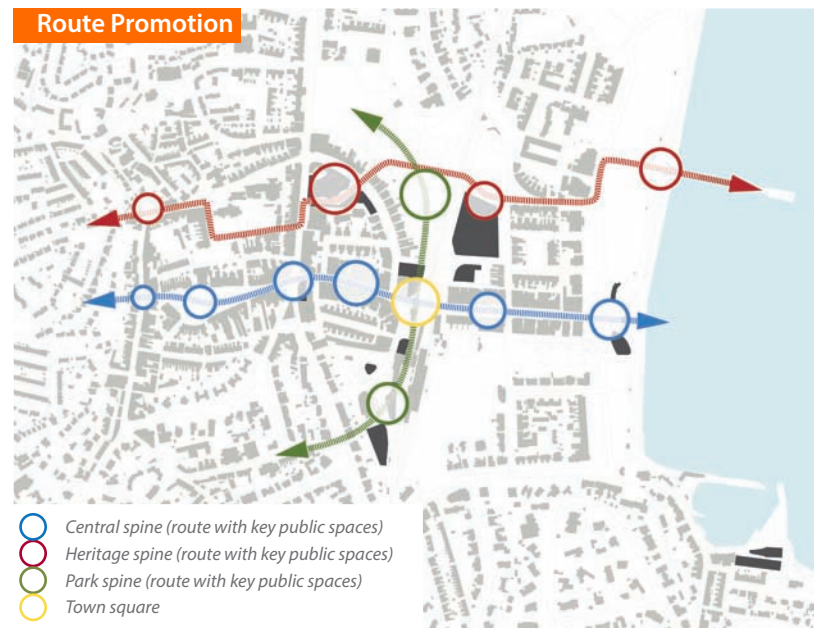 Route Promotion
Central spine (route with key public spaces)
Heritage spine (route with key public spaces)
Park spine (route with key public spaces)
Town square